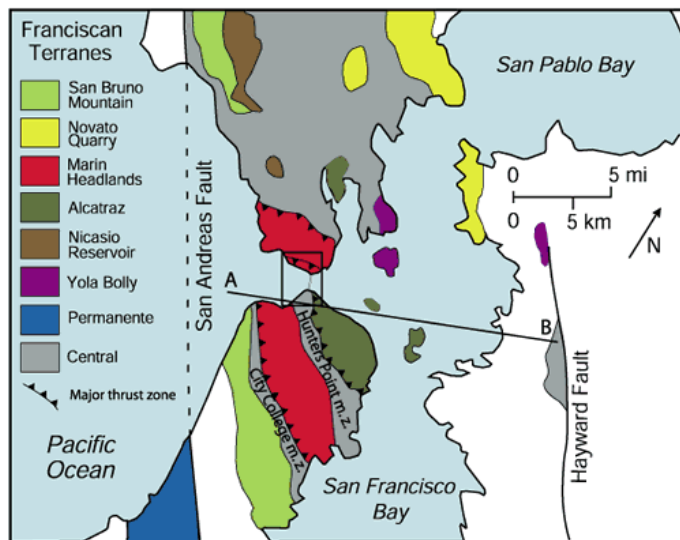 Franciscan
Terranes
San Bruno
Mountain
Novato
Quarry
Marin
Headlands
Alcatraz
Nicasio
Reservoir
Yola Bolly
Permanente
Central
Major thrust zone
San Andreas Fault
San Pablo Bay
0 5 mi
0 5 km
N
A
B
Hunters Point m.z.
City College m.z.
Hayward Fault
Pacific
Ocean
San Francisco
Bay